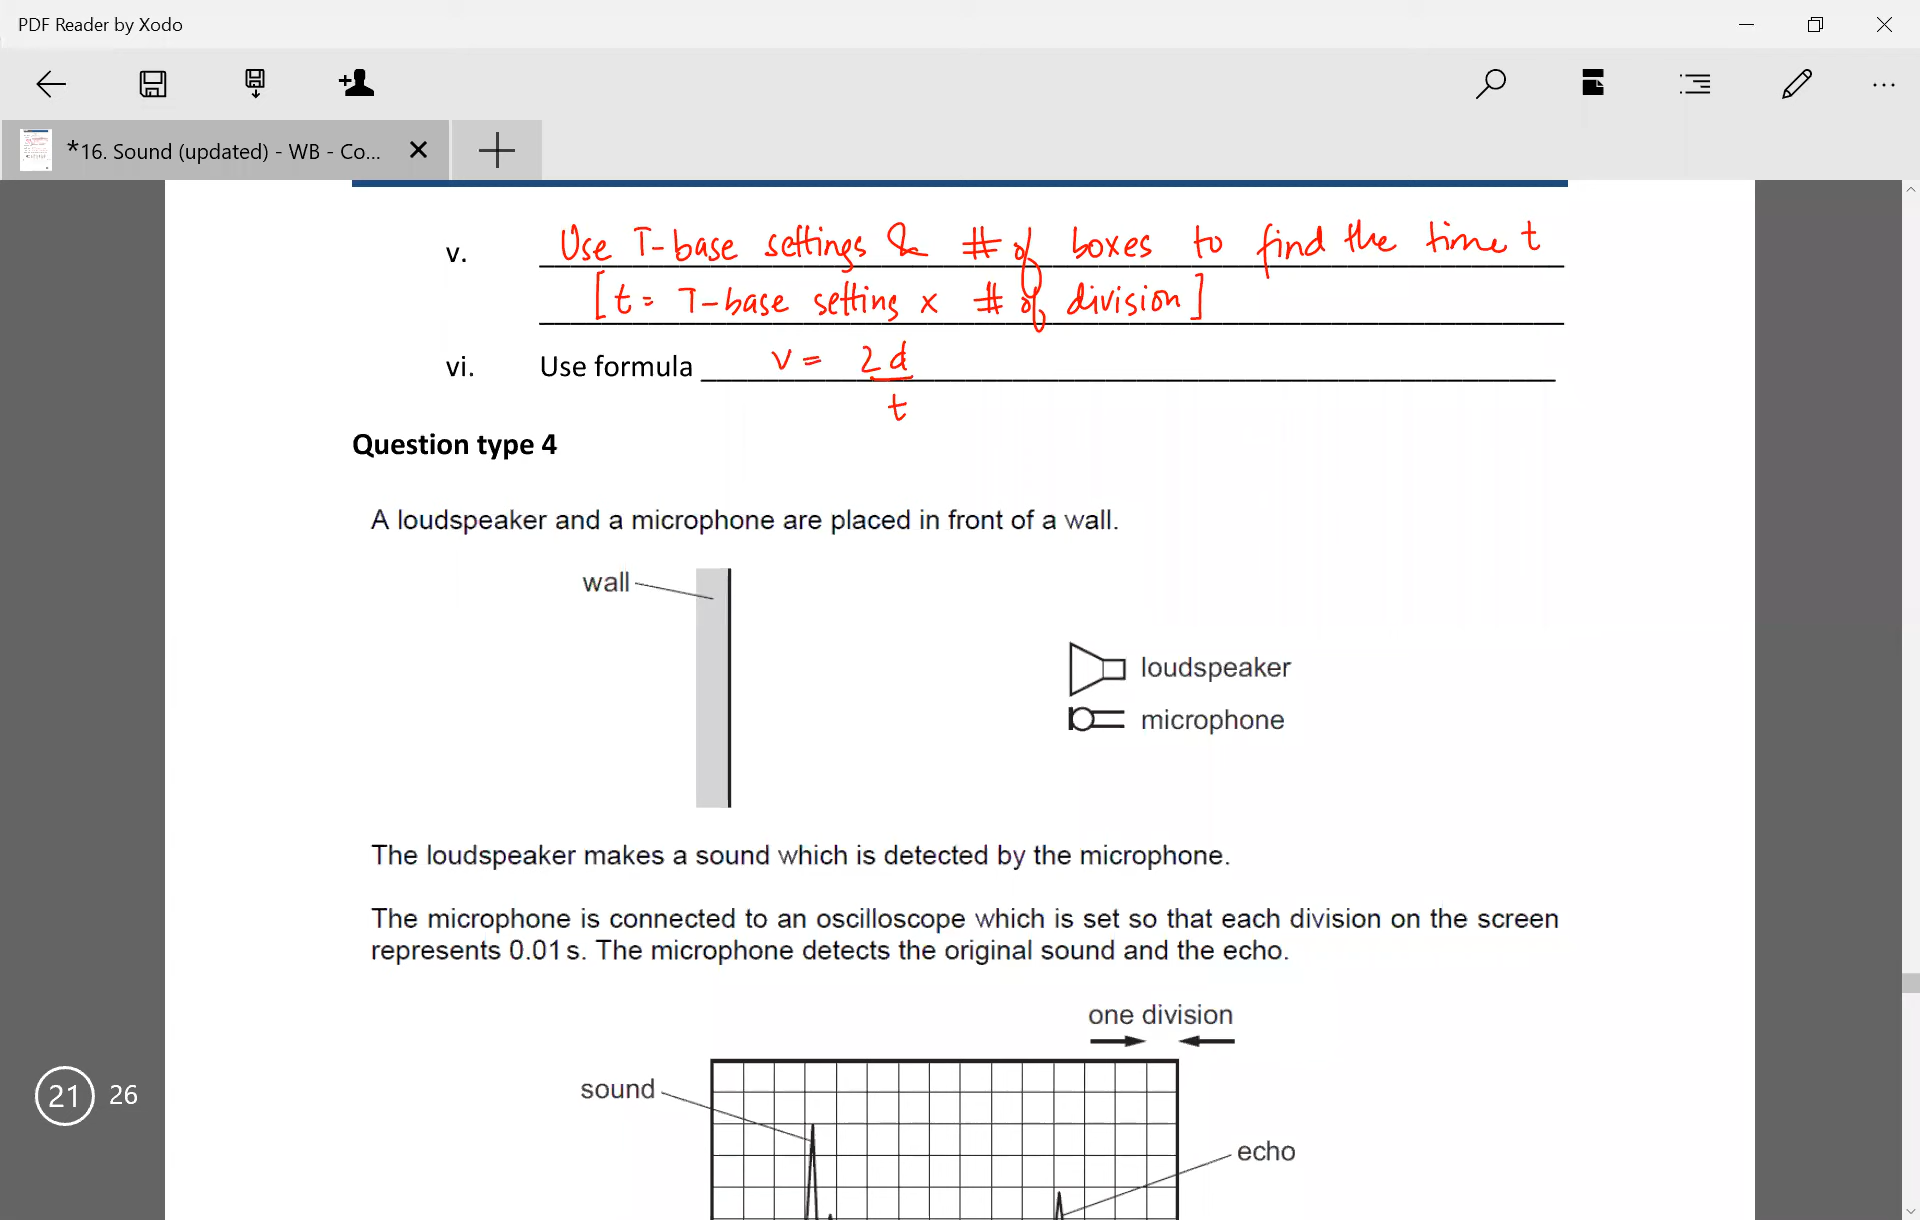 PDF Reader by Xodo
*16. Sound (updated) - WB - Co...
v. Use T-base settings & # of boxes to find the time t
[t = T-base setting x # of division]
vi. Use formula v = 2d
t
Question type 4
A loudspeaker and a microphone are placed in front of a wall.
wall
loudspeaker
microphone
The loudspeaker makes a sound which is detected by the microphone.
The microphone is connected to an oscilloscope which is set so that each division on the screen
represents 0.01 s. The microphone detects the original sound and the echo.
one division
sound
echo
21 26